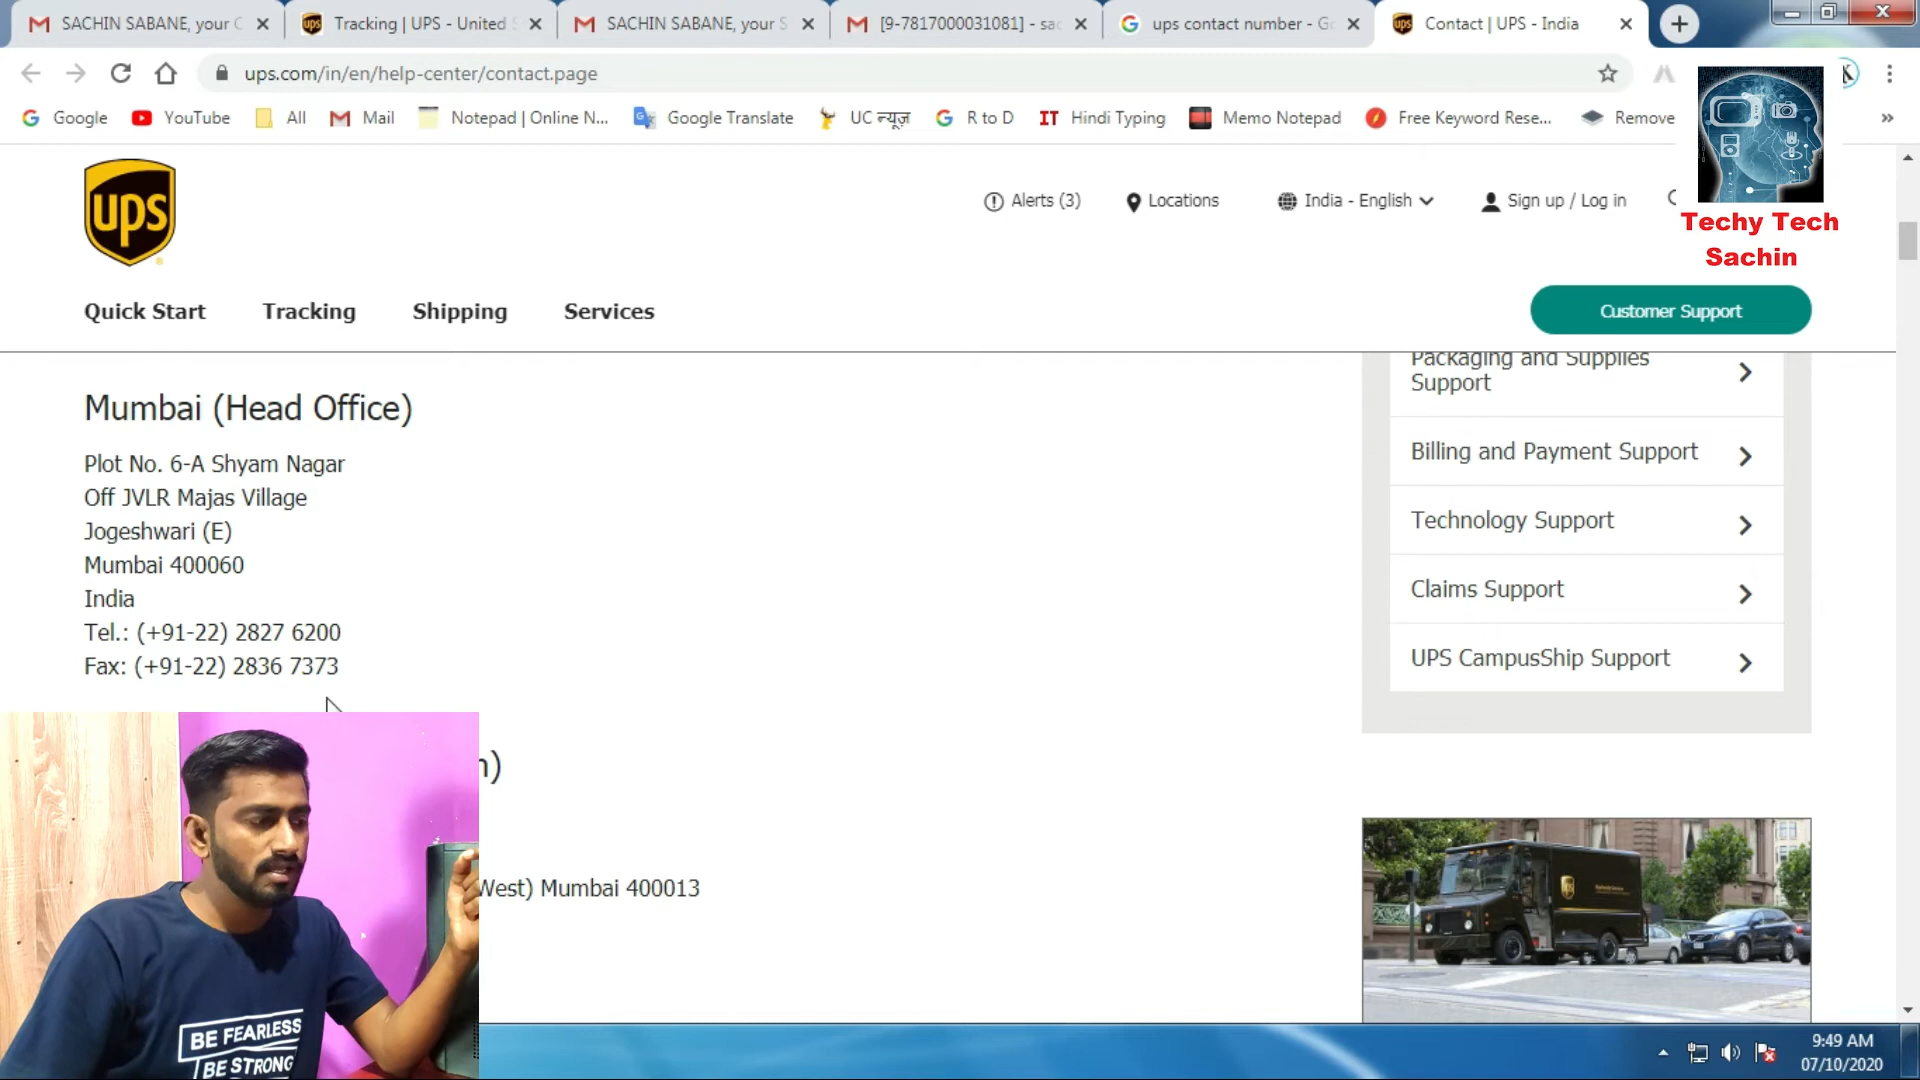 SACHIN SABANE, your C
Tracking | UPS - United S
SACHIN SABANE, your S
[9-7817000031081] - sac
ups contact number - Go
Contact | UPS - India
ups.com/in/en/help-center/contact.page
Google
YouTube
All
Mail
Notepad | Online N...
Google Translate
UC न्यूज़
R to D
IT Hindi Typing
Memo Notepad
Free Keyword Rese...
Remove
Techy Tech
Sachin
ups
Alerts (3)
Locations
India - English
Sign up / Log in
Quick Start
Tracking
Shipping
Services
Customer Support
Mumbai (Head Office)
Plot No. 6-A Shyam Nagar
Off JVLR Majas Village
Jogeshwari (E)
Mumbai 400060
India
Tel.: (+91-22) 2827 6200
Fax: (+91-22) 2836 7373
West) Mumbai 400013
Packaging and Supplies
Support
Billing and Payment Support
Technology Support
Claims Support
UPS CampusShip Support
ups
BE FEARLESS
BE STRONG
9:49 AM
07/10/2020